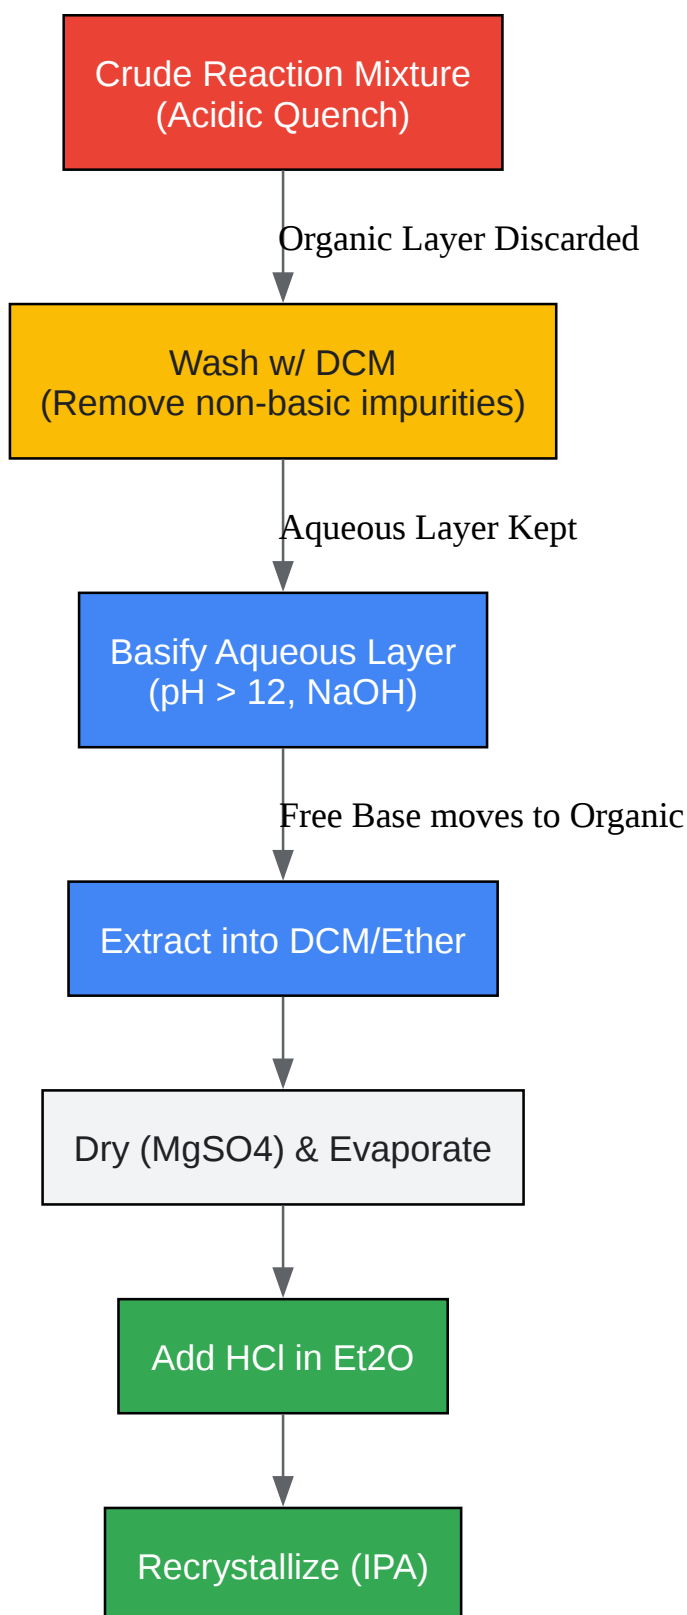 Crude Reaction Mixture
(Acidic Quench)
Organic Layer Discarded
Wash w/ DCM
(Remove non-basic impurities)
Aqueous Layer Kept
Basify Aqueous Layer
(pH > 12, NaOH)
Free Base moves to Organic
Extract into DCM/Ether
Dry (MgSO4) & Evaporate
Add HCl in Et2O
Recrystallize (IPA)